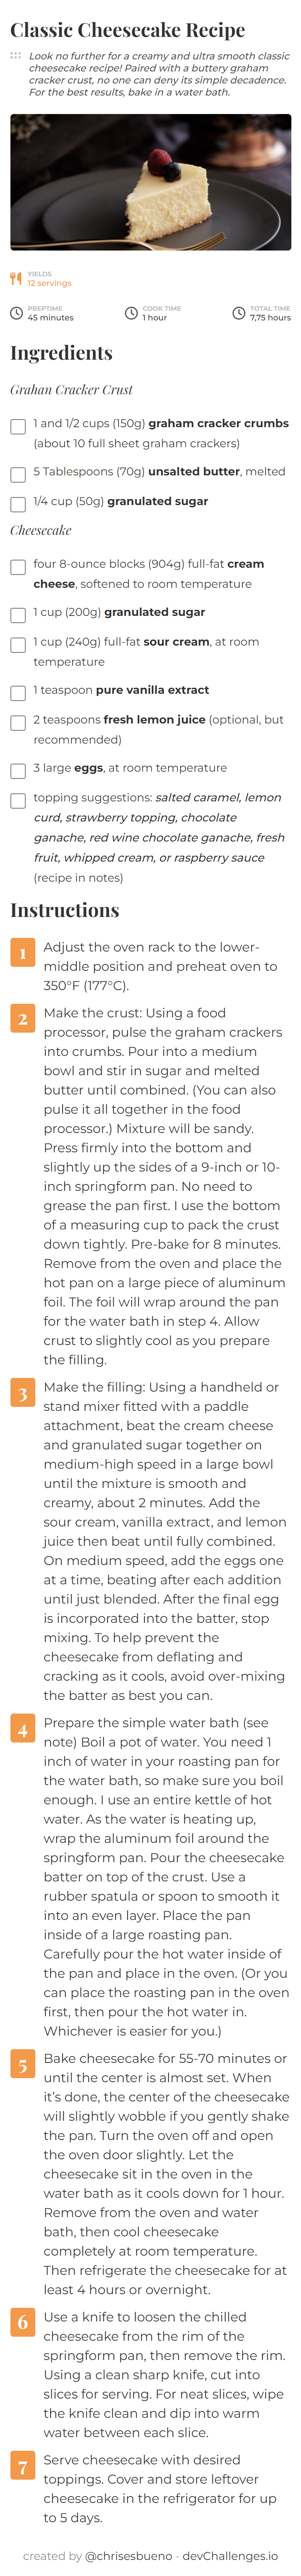 Classic Cheesecake Recipe
Look no further for a creamy and ultra smooth classic
cheesecake recipe! Paired with a buttery graham
cracker crust, no one can deny its simple decadence.
For the best results, bake in a water bath.
YIELDS
12 servings
PREPTIME
45 minutes
COOK TIME
1 hour
TOTAL TIME
7,75 hours
Ingredients
Grahan Cracker Crust
1 and 1/2 cups (150g) graham cracker crumbs
(about 10 full sheet graham crackers)
5 Tablespoons (70g) unsalted butter, melted
1/4 cup (50g) granulated sugar
Cheesecake
four 8-ounce blocks (904g) full-fat cream
cheese, softened to room temperature
1 cup (200g) granulated sugar
1 cup (240g) full-fat sour cream, at room
temperature
1 teaspoon pure vanilla extract
2 teaspoons fresh lemon juice (optional, but
recommended)
3 large eggs, at room temperature
topping suggestions: salted caramel, lemon
curd, strawberry topping, chocolate
ganache, red wine chocolate ganache, fresh
fruit, whipped cream, or raspberry sauce
(recipe in notes)
Instructions
1 Adjust the oven rack to the lower-
middle position and preheat oven to
350°F (177°C).
2 Make the crust: Using a food
processor, pulse the graham crackers
into crumbs. Pour into a medium
bowl and stir in sugar and melted
butter until combined. (You can also
pulse it all together in the food
processor.) Mixture will be sandy.
Press firmly into the bottom and
slightly up the sides of a 9-inch or 10-
inch springform pan. No need to
grease the pan first. I use the bottom
of a measuring cup to pack the crust
down tightly. Pre-bake for 8 minutes.
Remove from the oven and place the
hot pan on a large piece of aluminum
foil. The foil will wrap around the pan
for the water bath in step 4. Allow
crust to slightly cool as you prepare
the filling.
3 Make the filling: Using a handheld or
stand mixer fitted with a paddle
attachment, beat the cream cheese
and granulated sugar together on
medium-high speed in a large bowl
until the mixture is smooth and
creamy, about 2 minutes. Add the
sour cream, vanilla extract, and lemon
juice then beat until fully combined.
On medium speed, add the eggs one
at a time, beating after each addition
until just blended. After the final egg
is incorporated into the batter, stop
mixing. To help prevent the
cheesecake from deflating and
cracking as it cools, avoid over-mixing
the batter as best you can.
4 Prepare the simple water bath (see
note) Boil a pot of water. You need 1
inch of water in your roasting pan for
the water bath, so make sure you boil
enough. I use an entire kettle of hot
water. As the water is heating up,
wrap the aluminum foil around the
springform pan. Pour the cheesecake
batter on top of the crust. Use a
rubber spatula or spoon to smooth it
into an even layer. Place the pan
inside of a large roasting pan.
Carefully pour the hot water inside of
the pan and place in the oven. (Or you
can place the roasting pan in the oven
first, then pour the hot water in.
Whichever is easier for you.)
5 Bake cheesecake for 55-70 minutes or
until the center is almost set. When
it's done, the center of the cheesecake
will slightly wobble if you gently shake
the pan. Turn the oven off and open
the oven door slightly. Let the
cheesecake sit in the oven in the
water bath as it cools down for 1 hour.
Remove from the oven and water
bath, then cool cheesecake
completely at room temperature.
Then refrigerate the cheesecake for at
least 4 hours or overnight.
6 Use a knife to loosen the chilled
cheesecake from the rim of the
springform pan, then remove the rim.
Using a clean sharp knife, cut into
slices for serving. For neat slices, wipe
the knife clean and dip into warm
water between each slice.
7 Serve cheesecake with desired
toppings. Cover and store leftover
cheesecake in the refrigerator for up
to 5 days.
created by @chrisesbueno - devChallenges.io